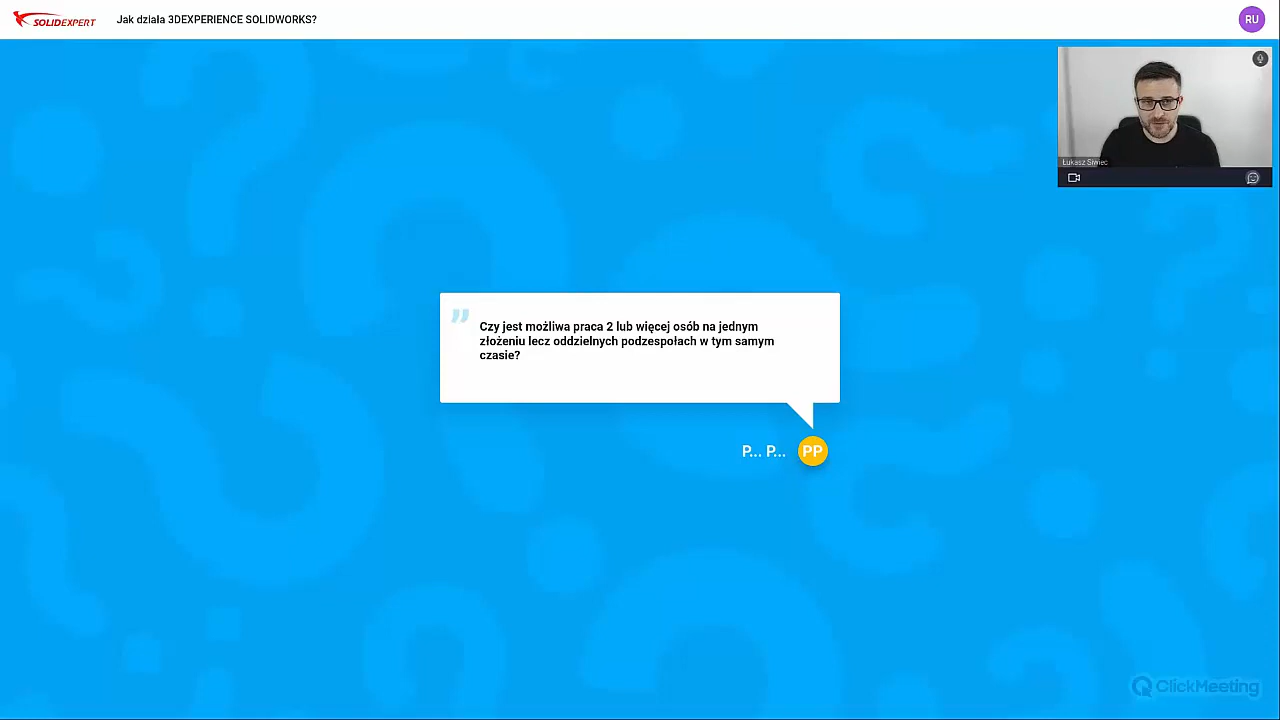 SOLIDEXPERT
Jak działa 3DEXPERIENCE SOLIDWORKS?
RU
Łukasz Siwiec
Czy jest możliwa praca 2 lub więcej osób na jednym
złożeniu lecz oddzielnych podzespołach w tym samym
czasie?
P... P...
PP
ClickMeeting